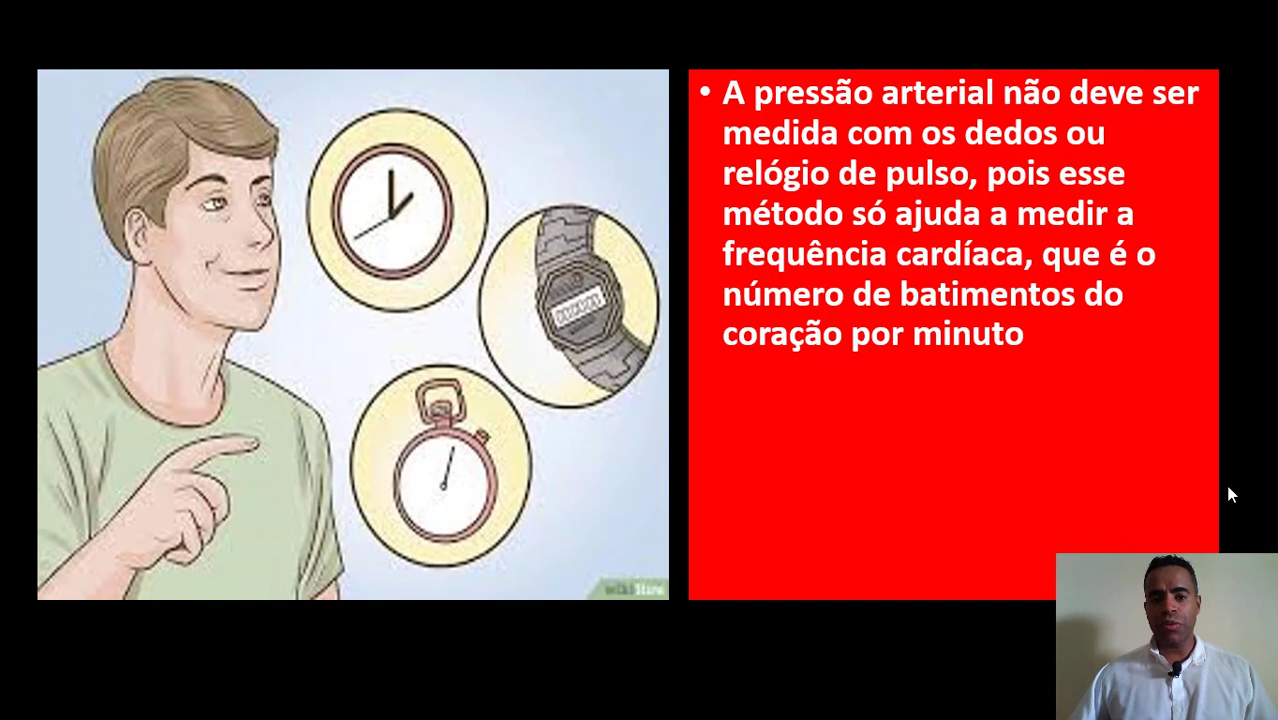 • A pressão arterial não deve ser
medida com os dedos ou
relógio de pulso, pois esse
método só ajuda a medir a
frequência cardíaca, que é o
número de batimentos do
coração por minuto